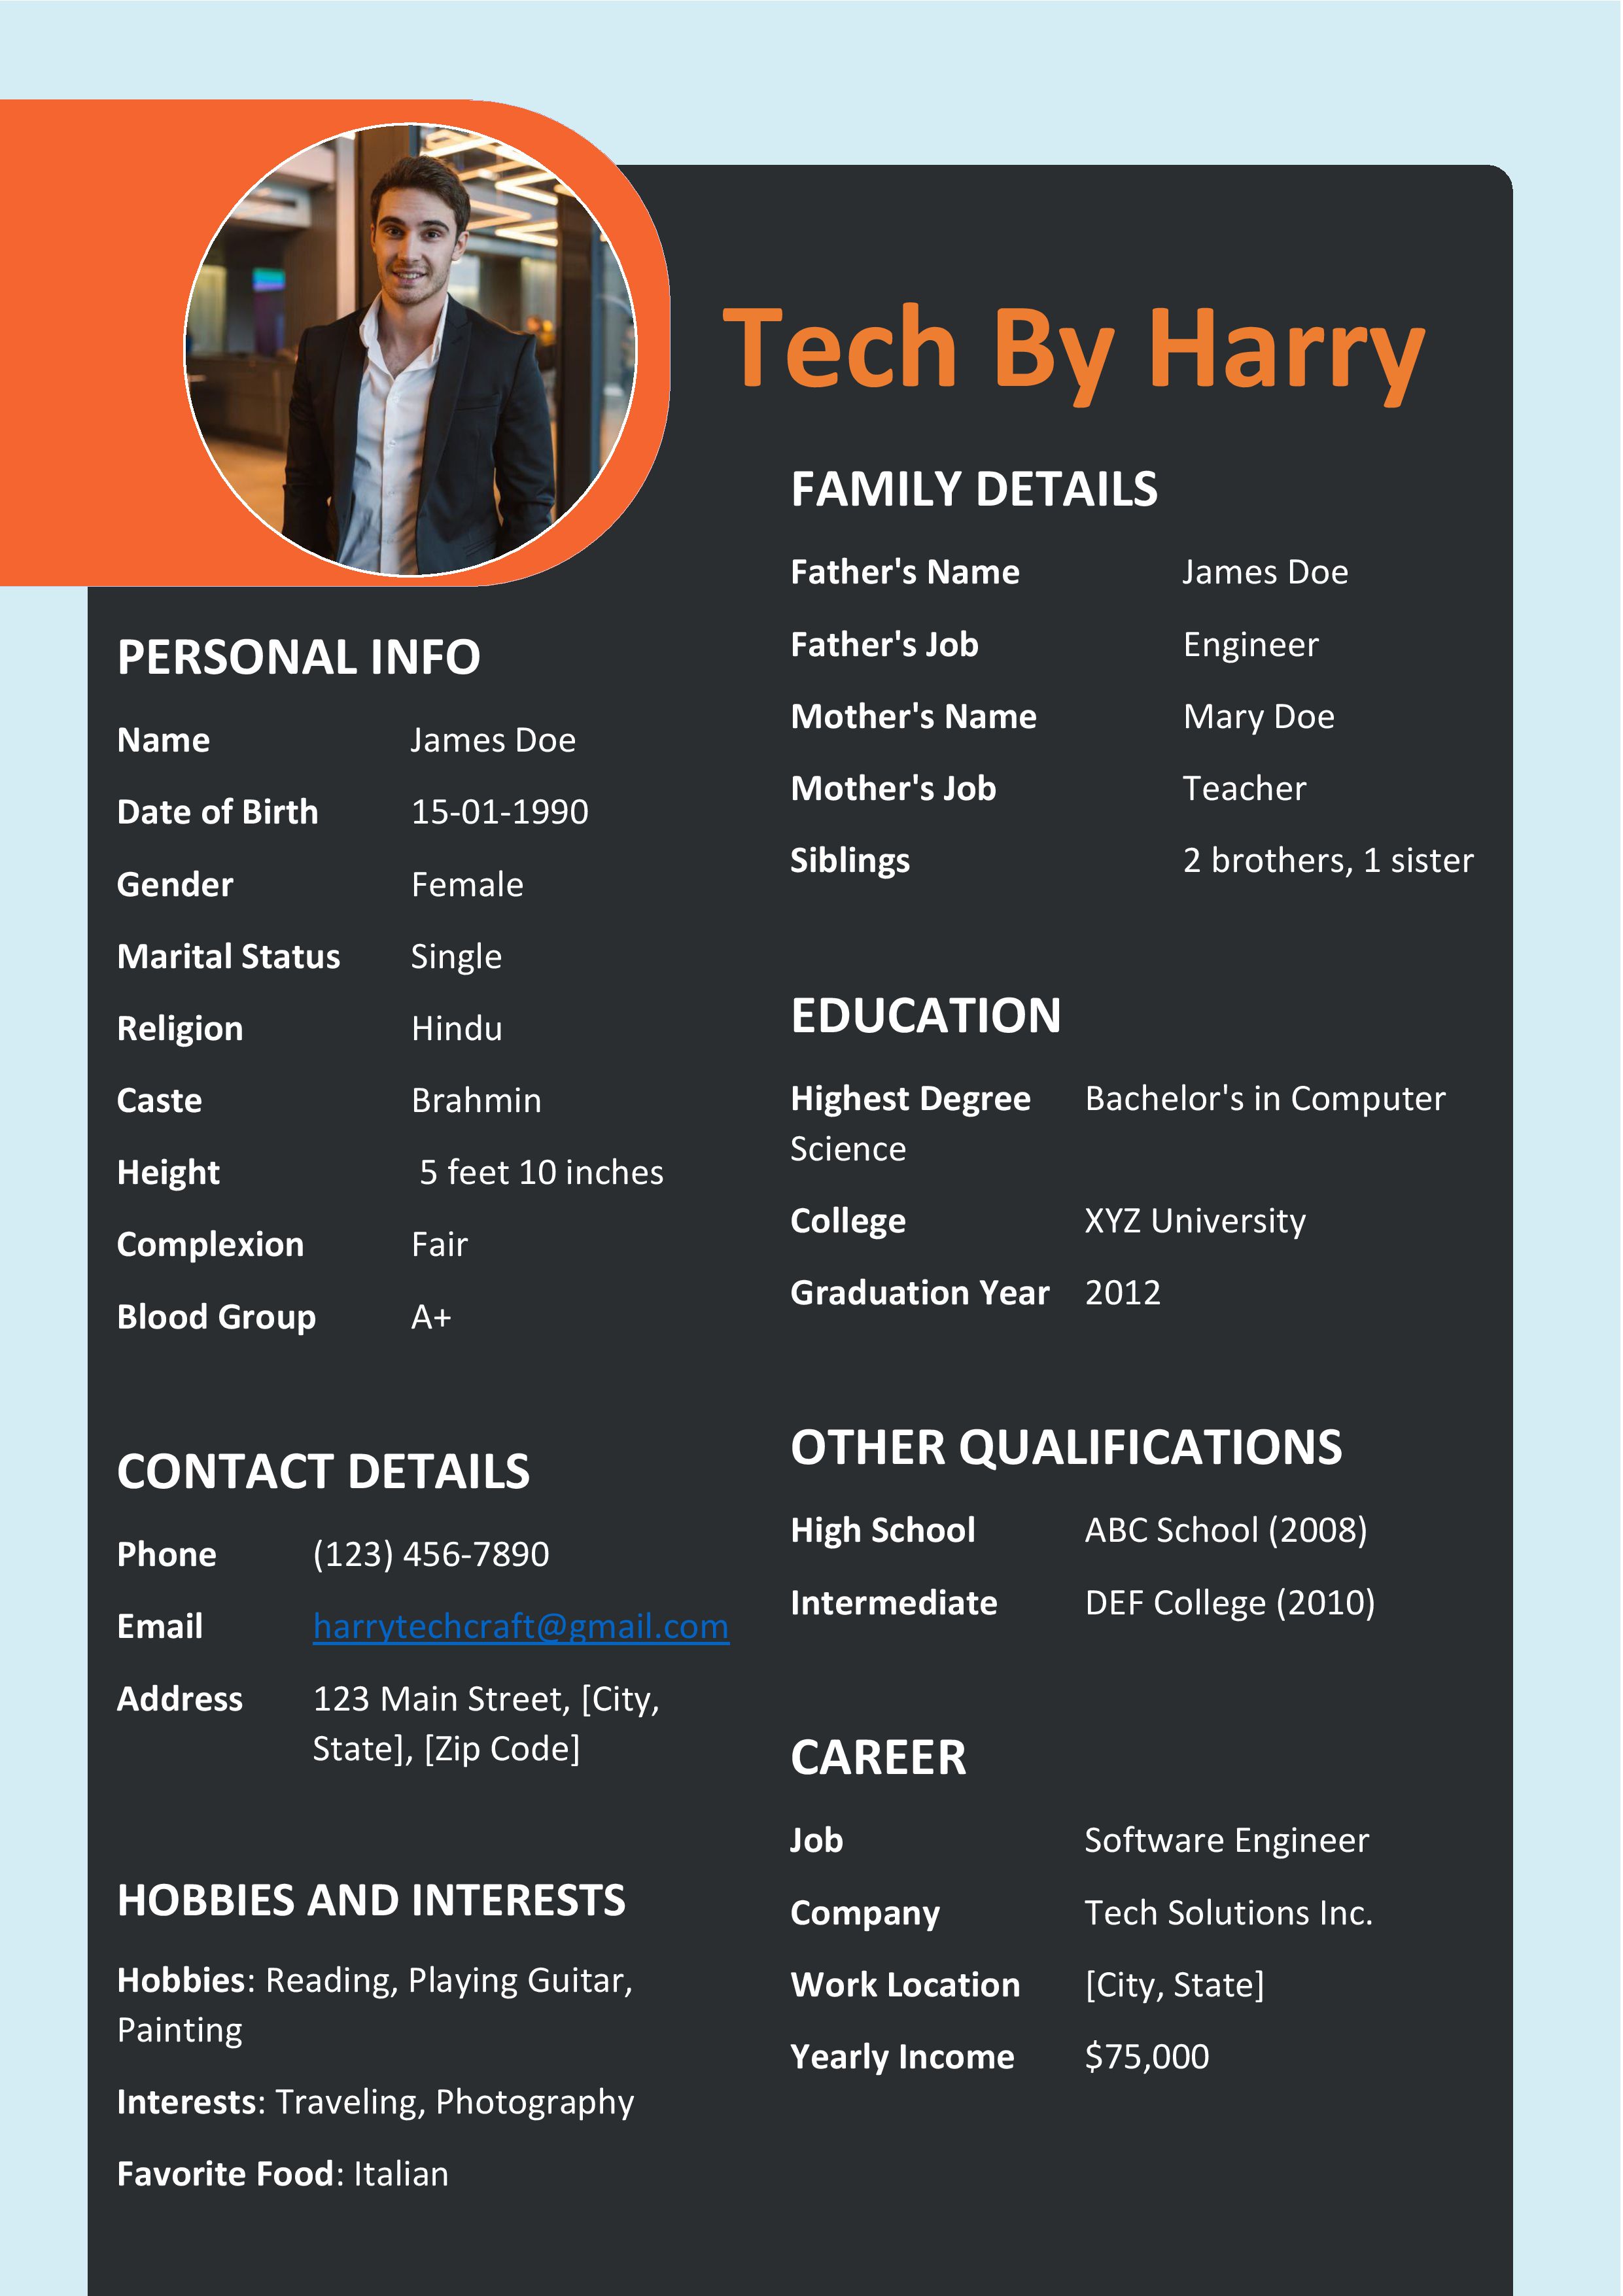 Tech By Harry
PERSONAL INFO
Name James Doe
Date of Birth 15-01-1990
Gender Female
Marital Status Single
Religion Hindu
Caste Brahmin
Height 5 feet 10 inches
Complexion Fair
Blood Group A+
CONTACT DETAILS
Phone (123) 456-7890
Email harrytechcraft@gmail.com
Address 123 Main Street, [City,
State], [Zip Code]
HOBBIES AND INTERESTS
Hobbies: Reading, Playing Guitar,
Painting
Interests: Traveling, Photography
Favorite Food: Italian
FAMILY DETAILS
Father's Name James Doe
Father's Job Engineer
Mother's Name Mary Doe
Mother's Job Teacher
Siblings 2 brothers, 1 sister
EDUCATION
Highest Degree Bachelor's in Computer
Science
College XYZ University
Graduation Year 2012
OTHER QUALIFICATIONS
High School ABC School (2008)
Intermediate DEF College (2010)
CAREER
Job Software Engineer
Company Tech Solutions Inc.
Work Location [City, State]
Yearly Income $75,000